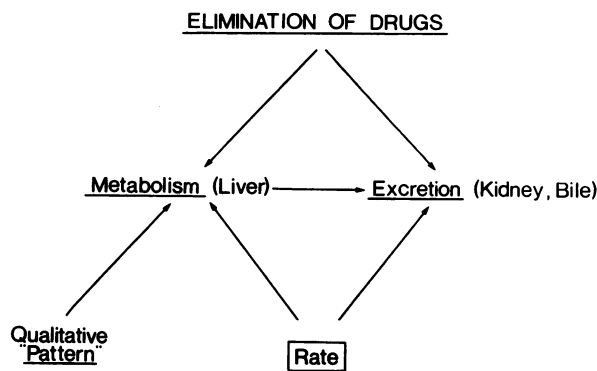 ELIMINATION OF DRUGS
Metabolism (Liver)
Excretion (Kidney, Bile)
Qualitative
"Pattern"
Rate